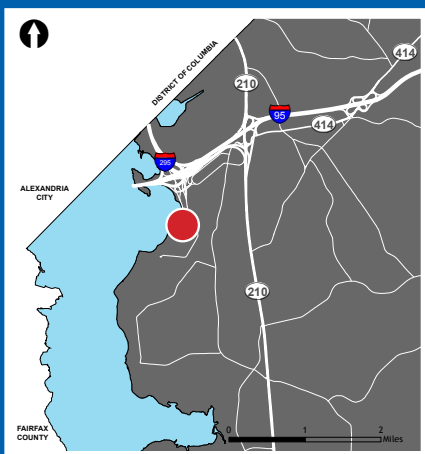 DISTRICT OF COLUMBIA
414
210
95
414
295
ALEXANDRIA
CITY
210
FAIRFAX
COUNTY
0 1 2
Miles